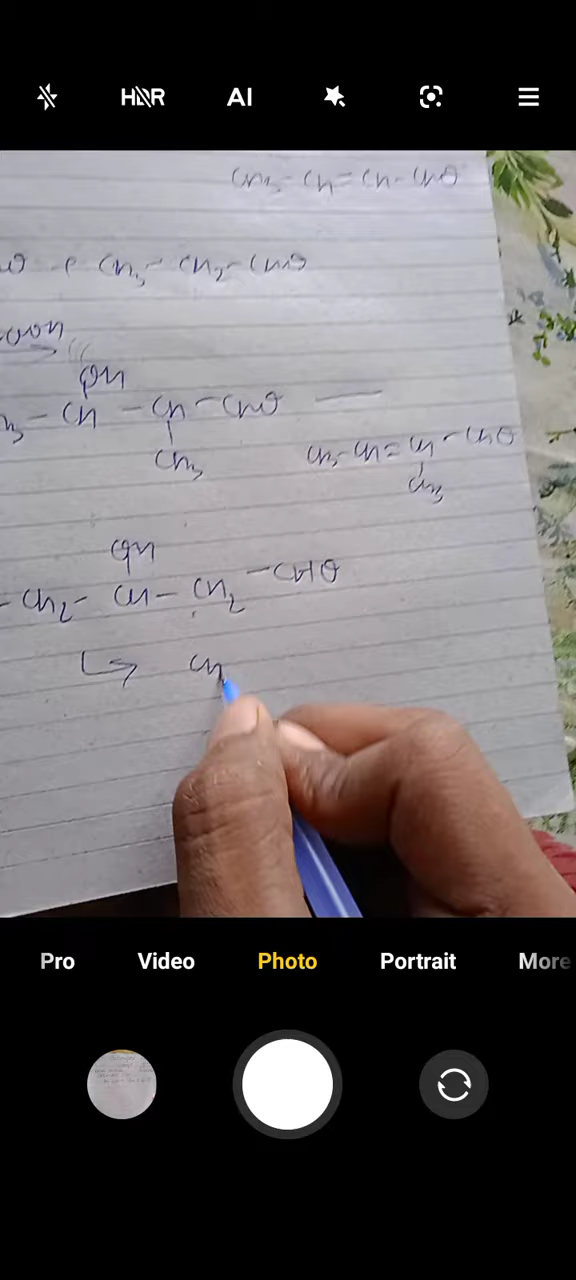 HDR AI
CH3-CH=CH-CHO
CH3-CH2-CHO
OH
-CH-CH-CHO
CH3
CH3-CH=CH-CHO
CH3
OH
-CH2-CH-CH2-CHO
CH
Pro Video Photo Portrait More